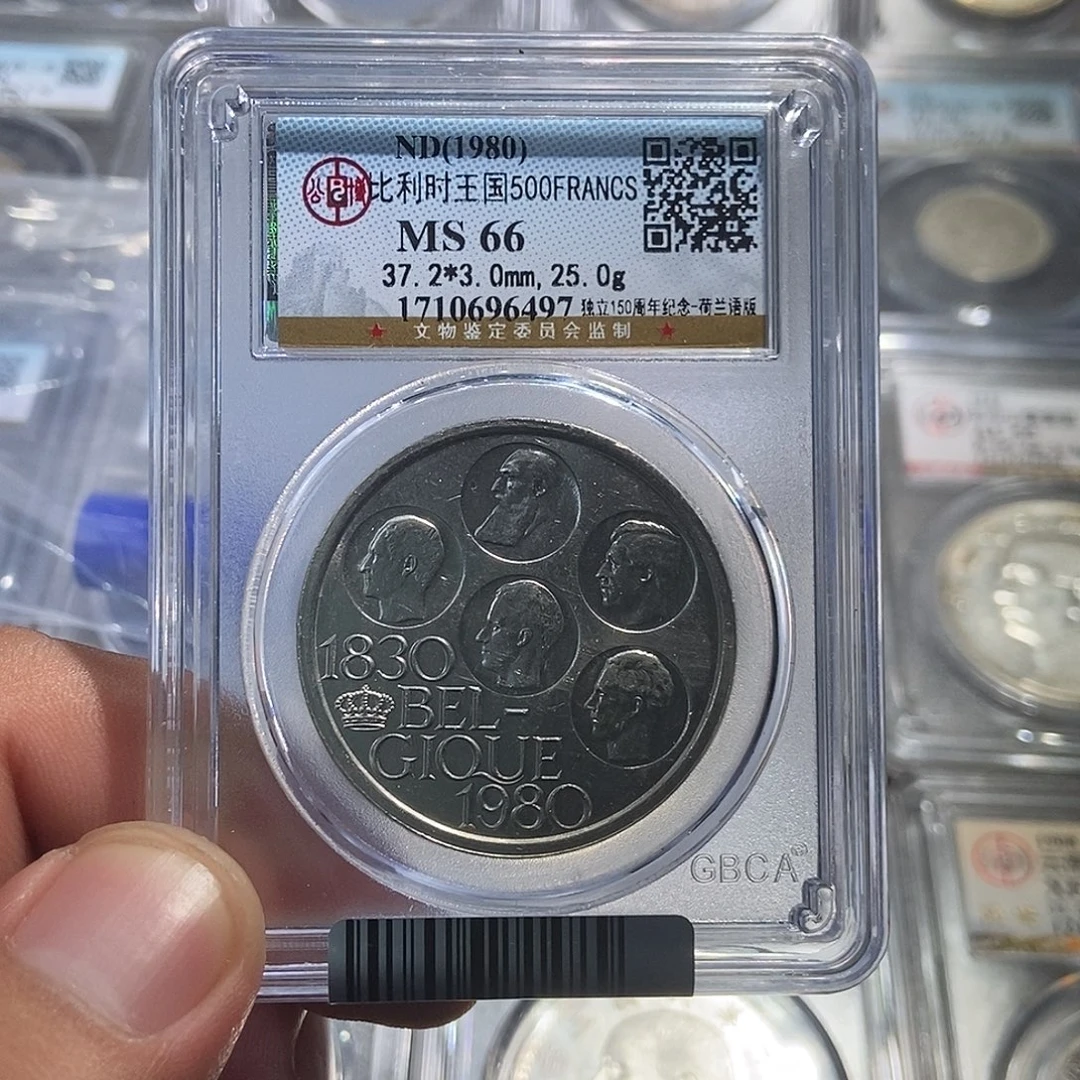 ND(1980)
公 B 博 比利时王国500FRANCS
MS 66
37.2*3.0mm,25.0g
1710696497 独立150周年纪念-荷兰语版
★ 文物鉴定委员会监制 ★
1830
BEL-
GIQUE
1980
GBCA